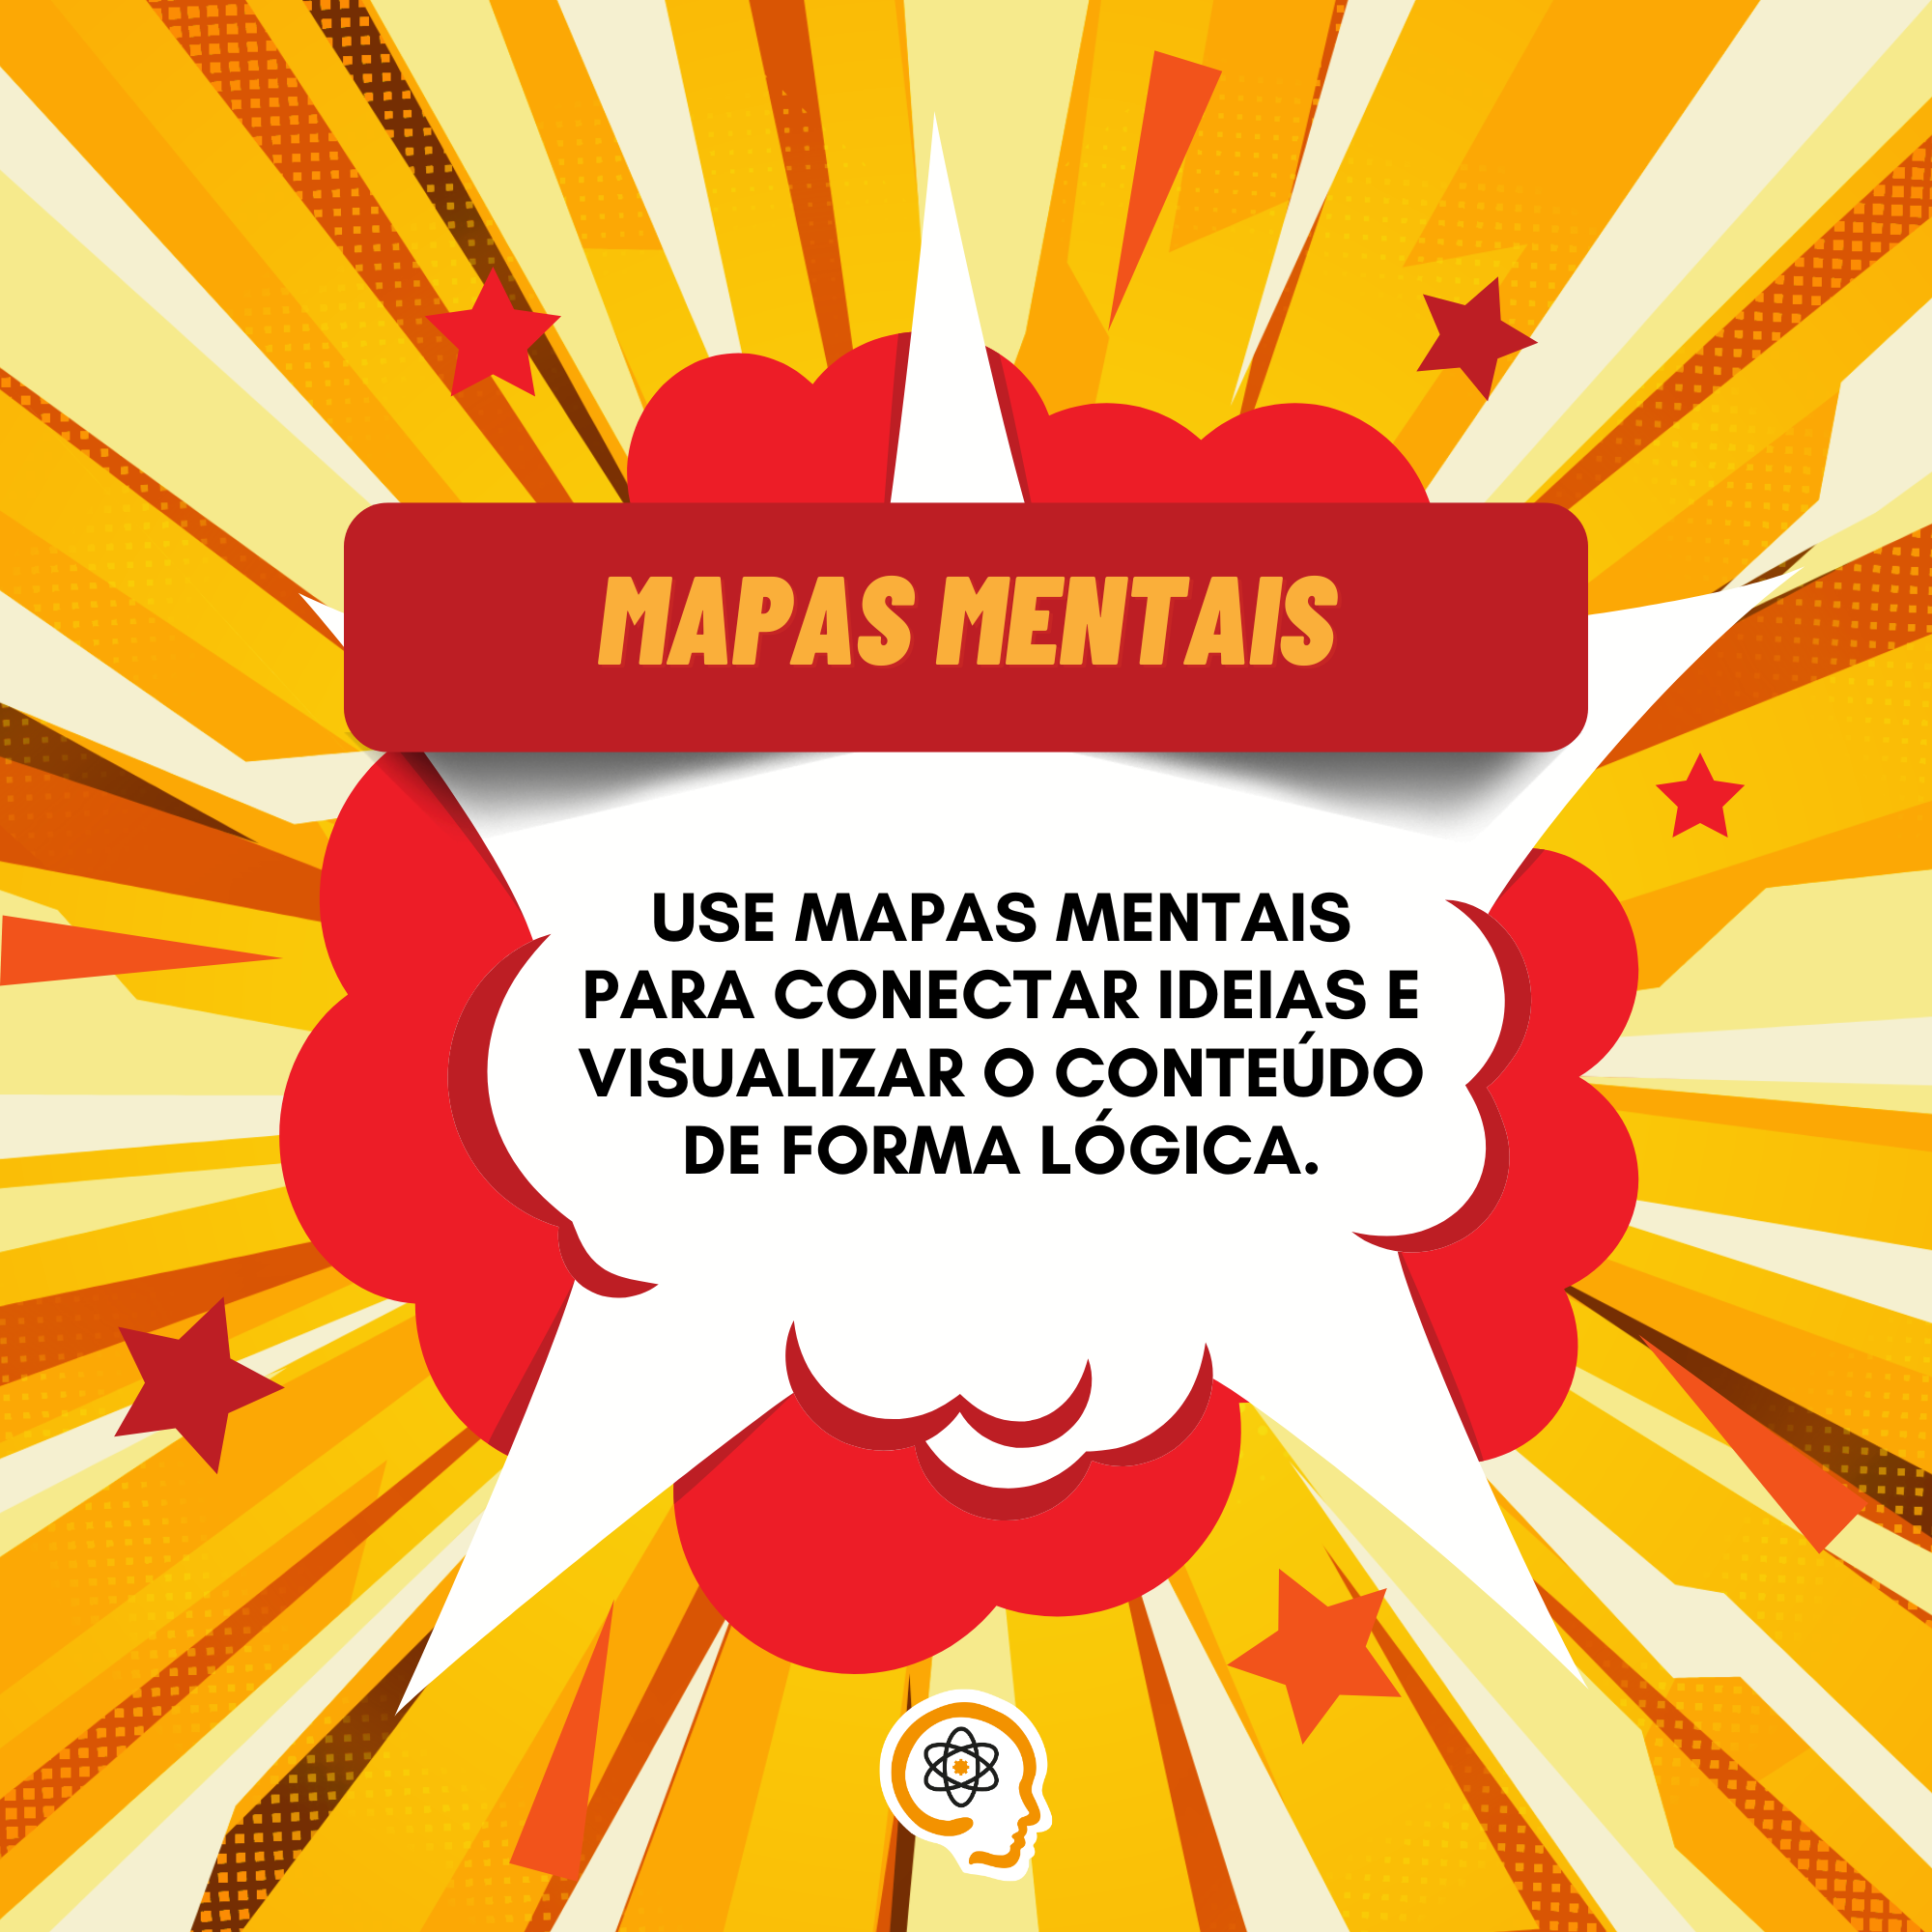 MAPAS MENTAIS
USE MAPAS MENTAIS
PARA CONECTAR IDEIAS E
VISUALIZAR O CONTEÚDO
DE FORMA LÓGICA.